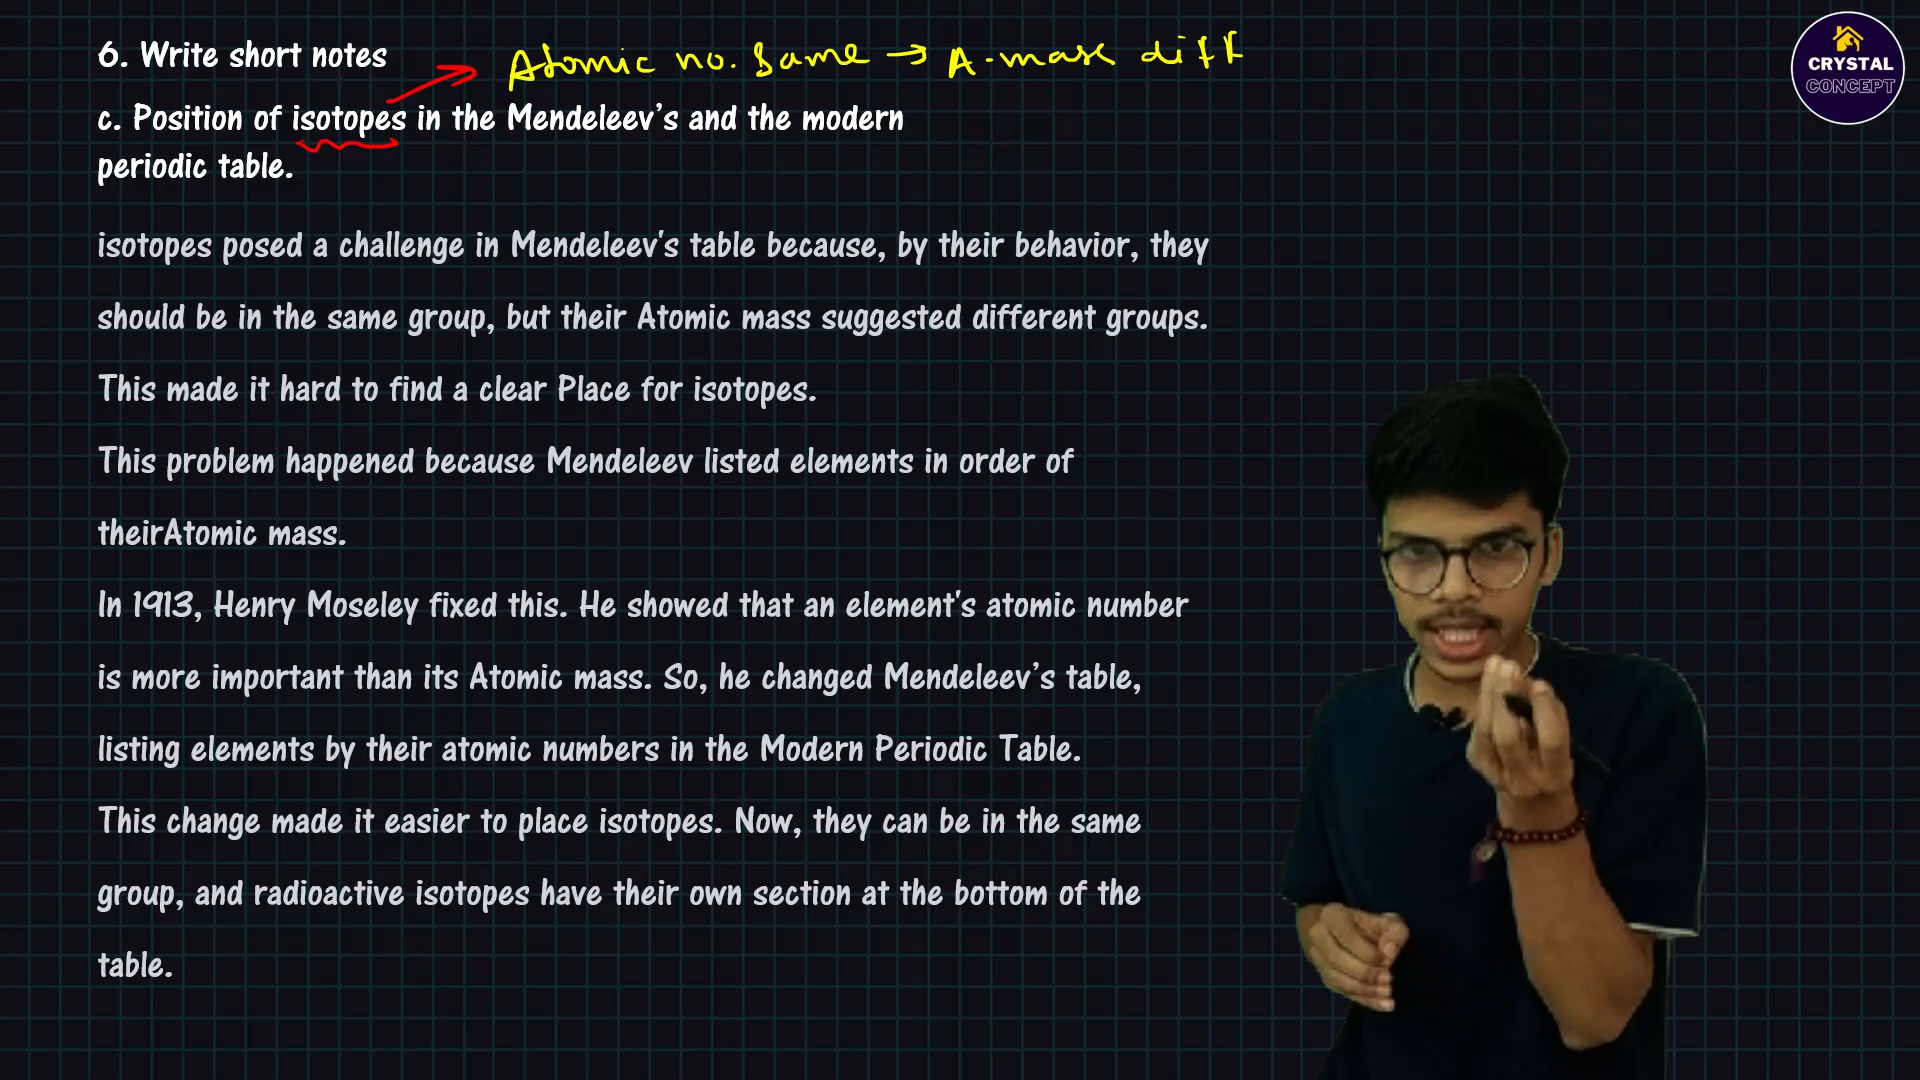 6. Write short notes
Atomic no. Same → A.mass diff
c. Position of isotopes in the Mendeleev’s and the modern
periodic table.
isotopes posed a challenge in Mendeleev's table because, by their behavior, they
should be in the same group, but their Atomic mass suggested different groups.
This made it hard to find a clear Place for isotopes.
This problem happened because Mendeleev listed elements in order of
theirAtomic mass.
In 1913, Henry Moseley fixed this. He showed that an element's atomic number
is more important than its Atomic mass. So, he changed Mendeleev’s table,
listing elements by their atomic numbers in the Modern Periodic Table.
This change made it easier to place isotopes. Now, they can be in the same
group, and radioactive isotopes have their own section at the bottom of the
table.
CRYSTAL
CONCEPT